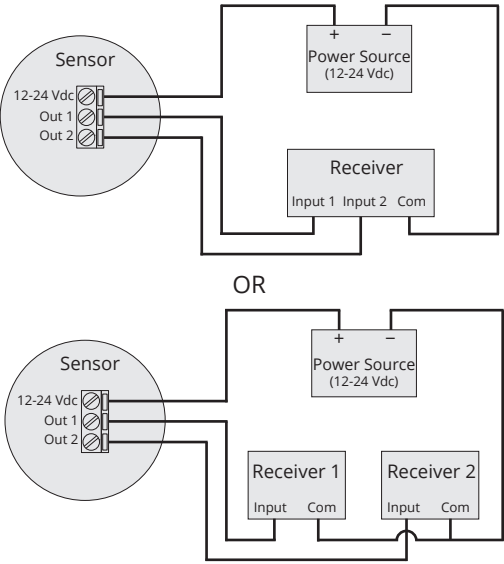 Sensor
12-24 Vdc
Out 1
Out 2
+ −
Power Source
(12-24 Vdc)
Receiver
Input 1 Input 2 Com
OR
Sensor
12-24 Vdc
Out 1
Out 2
+ −
Power Source
(12-24 Vdc)
Receiver 1
Input Com
Receiver 2
Input Com